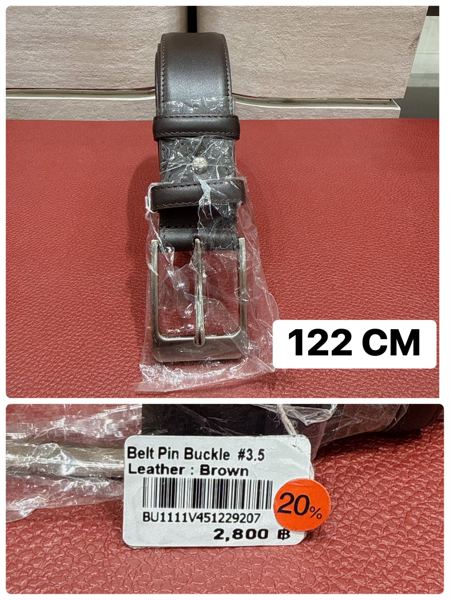 122 CM
Belt Pin Buckle #3.5
Leather : Brown
BU1111V451229207
20%
2,800 ฿